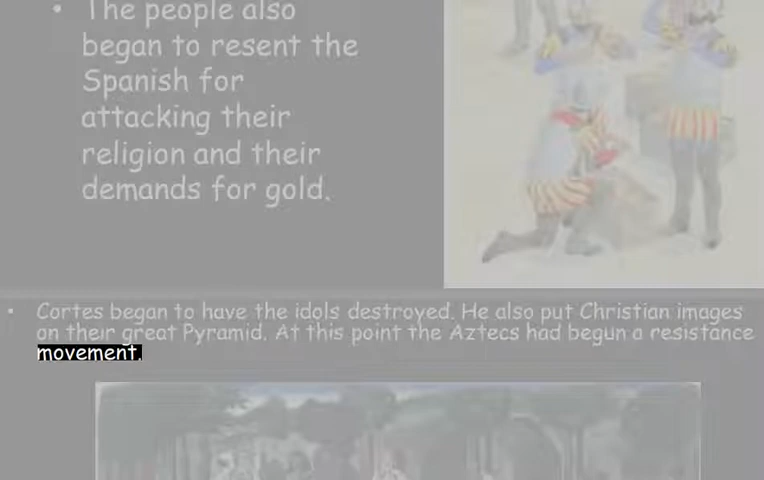 • The people also
began to resent the
Spanish for
attacking their
religion and their
demands for gold.
• Cortes began to have the idols destroyed. He also put Christian images
on their great Pyramid. At this point the Aztecs had begun a resistance
movement.